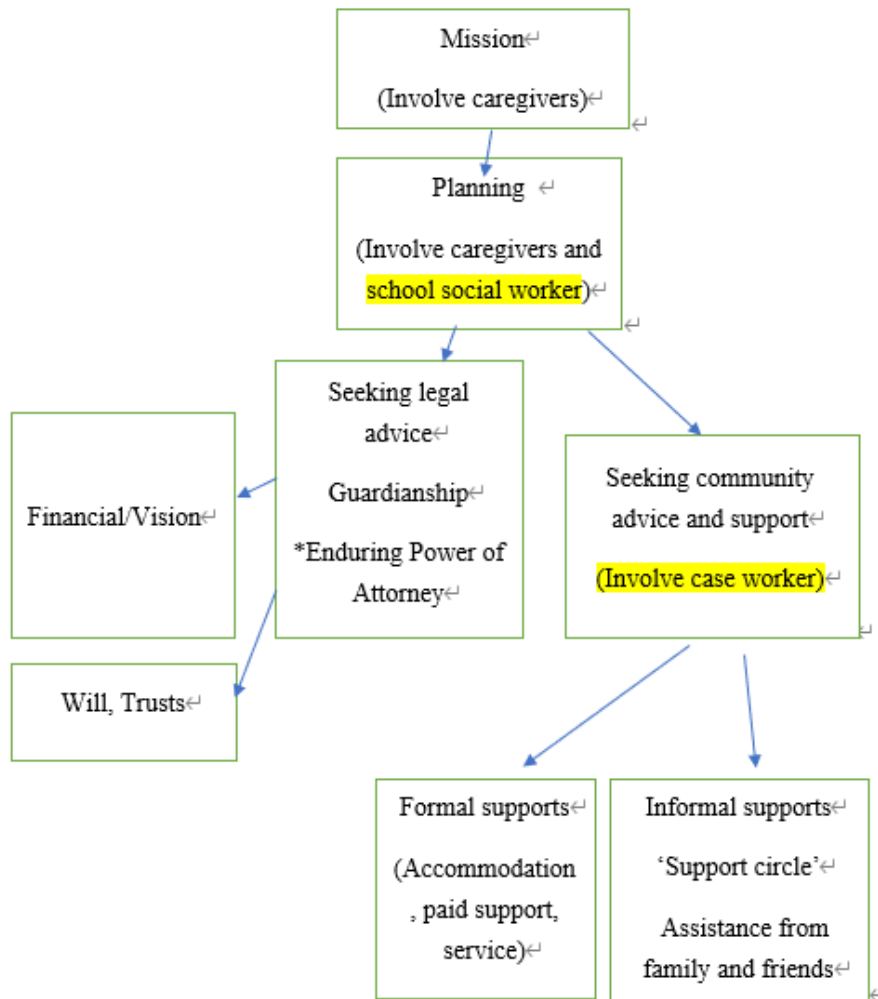 Mission
(Involve caregivers)
Planning
(Involve caregivers and
school social worker)
Seeking legal
advice
Guardianship
*Enduring Power of
Attorney
Financial/Vision
Will, Trusts
Seeking community
advice and support
(Involve case worker)
Formal supports
(Accommodation
, paid support,
service)
Informal supports
‘Support circle’
Assistance from
family and friends